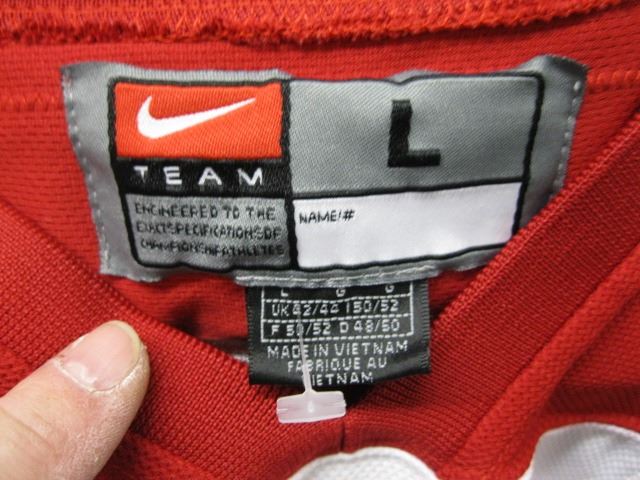 L
TEAM
ENGINEERED TO THE
EXACT SPECIFICATIONS OF
CHAMPIONSHIP ATHLETES
NAME/#
L G G
UK 42/44 I 50/52
F 50/52 D 48/50
MADE IN VIETNAM
FABRIQUE AU
VIETNAM